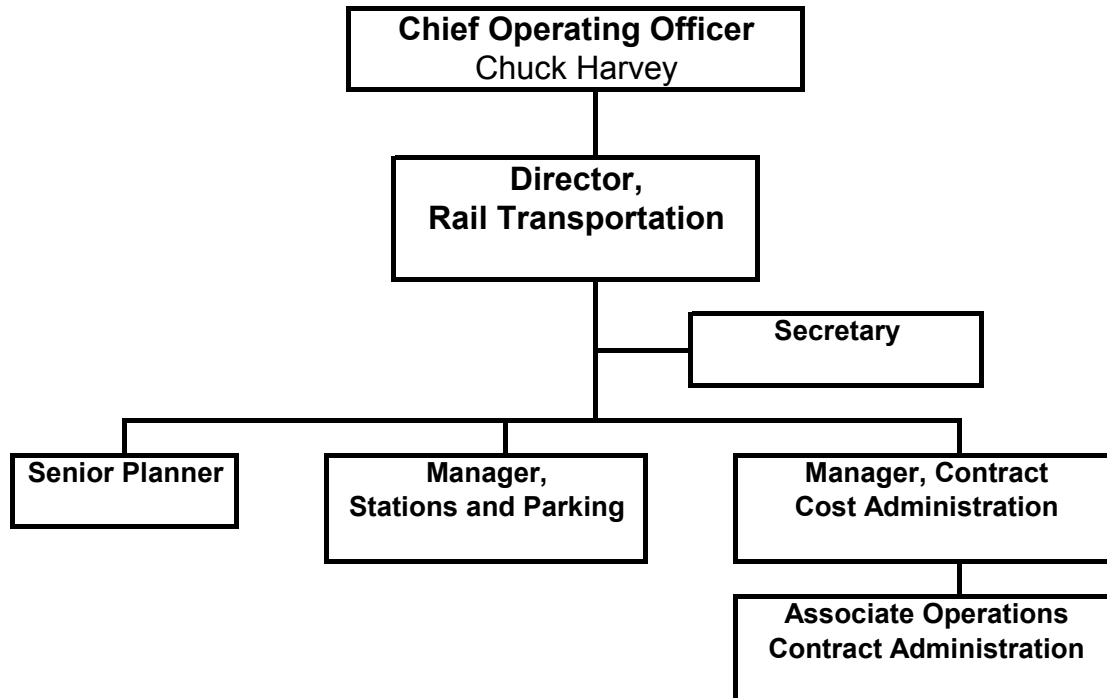 Chief Operating Officer
Chuck Harvey
Director,
Rail Transportation
Secretary
Senior Planner
Manager,
Stations and Parking
Manager, Contract
Cost Administration
Associate Operations
Contract Administration